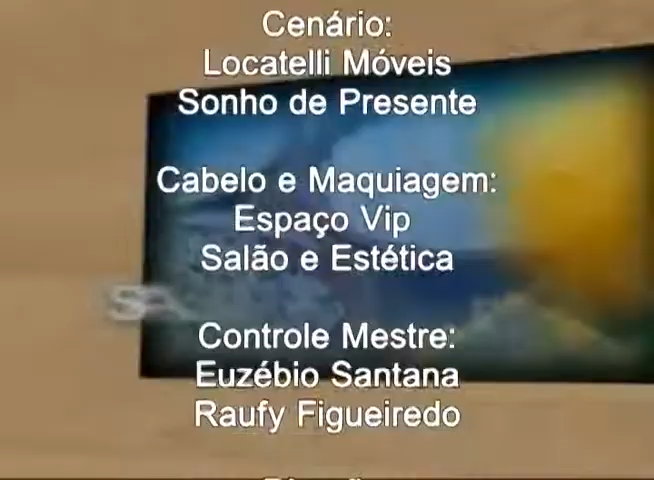 Cenário:
Locatelli Móveis
Sonho de Presente
Cabelo e Maquiagem:
Espaço Vip
Salão e Estética
Controle Mestre:
Euzébio Santana
Raufy Figueiredo